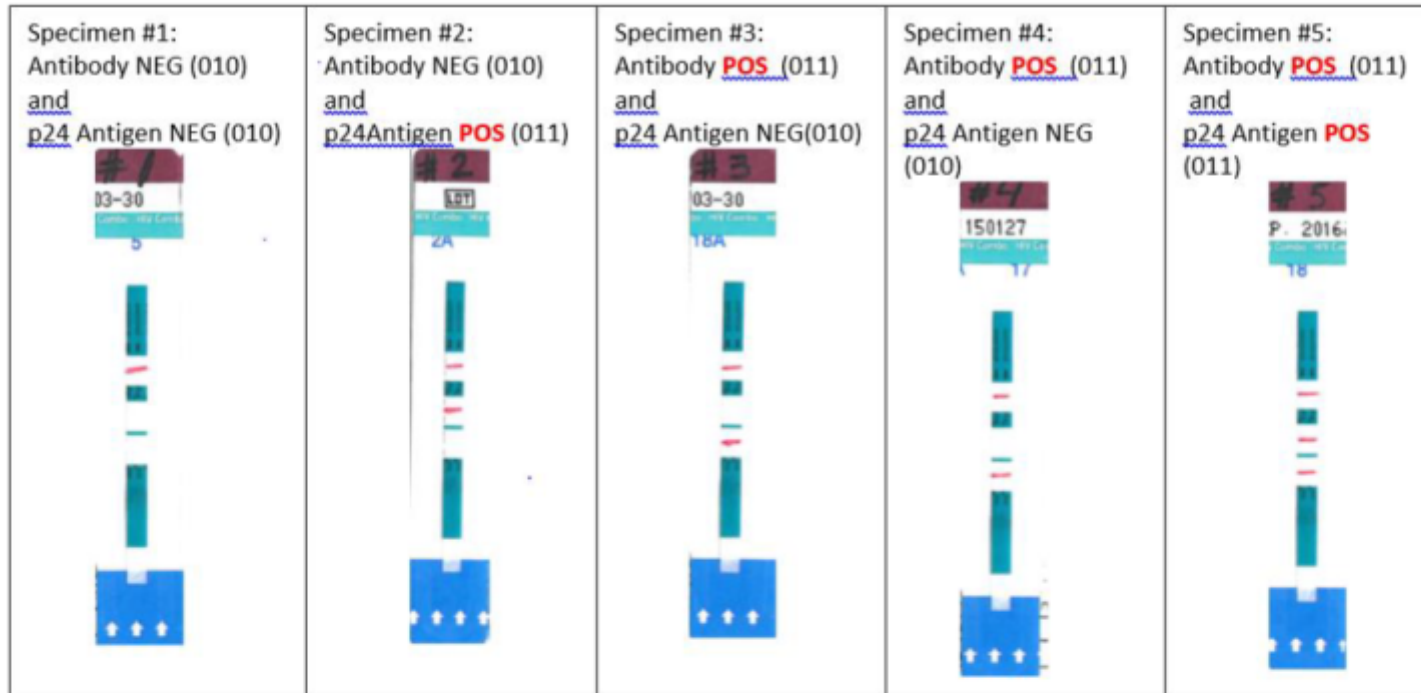 Specimen #1:
Antibody NEG (010)
and
p24 Antigen NEG (010)
#1
03-30
5
Specimen #2:
Antibody NEG (010)
and
p24Antigen POS (011)
#2
LOT
2A
Specimen #3:
Antibody POS (011)
and
p24 Antigen NEG(010)
#3
03-30
18A
Specimen #4:
Antibody POS (011)
and
p24 Antigen NEG
(010)
#4
150127
17
Specimen #5:
Antibody POS (011)
and
p24 Antigen POS
(011)
#5
P. 2016
18